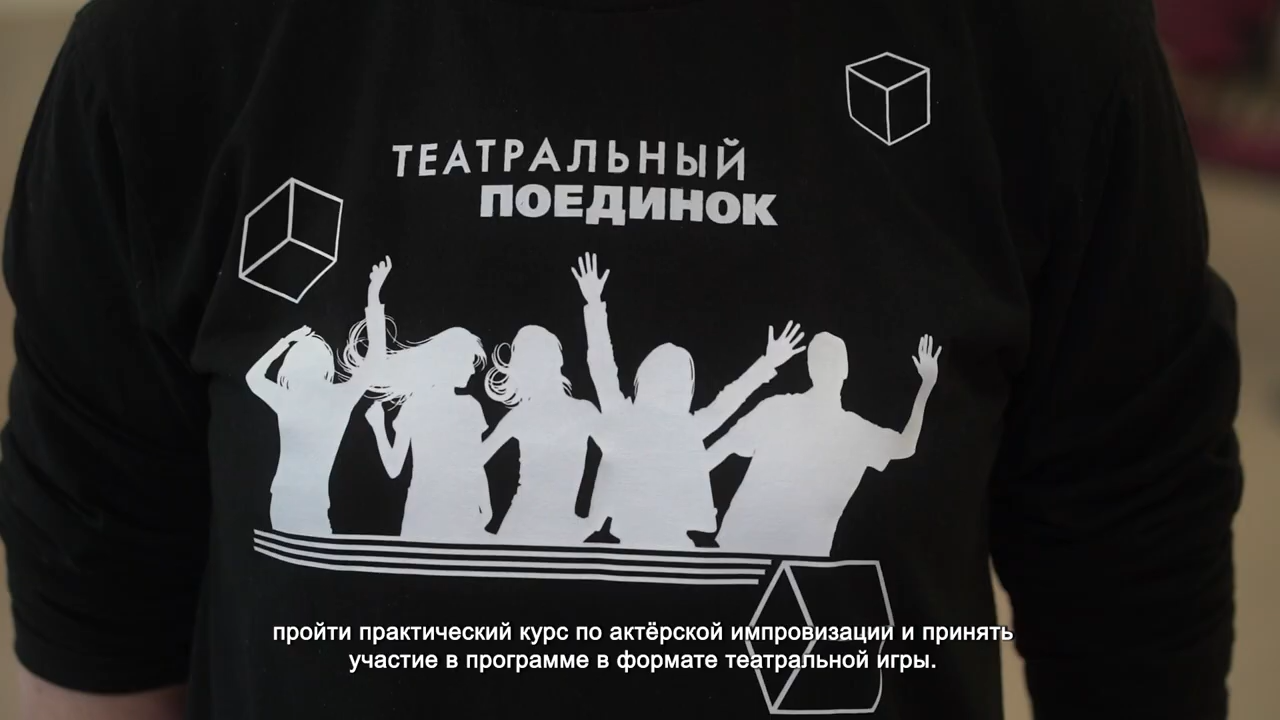 ТЕАТРАЛЬНЫЙ
ПОЕДИНОК
пройти практический курс по актёрской импровизации и принять
участие в программе в формате театральной игры.